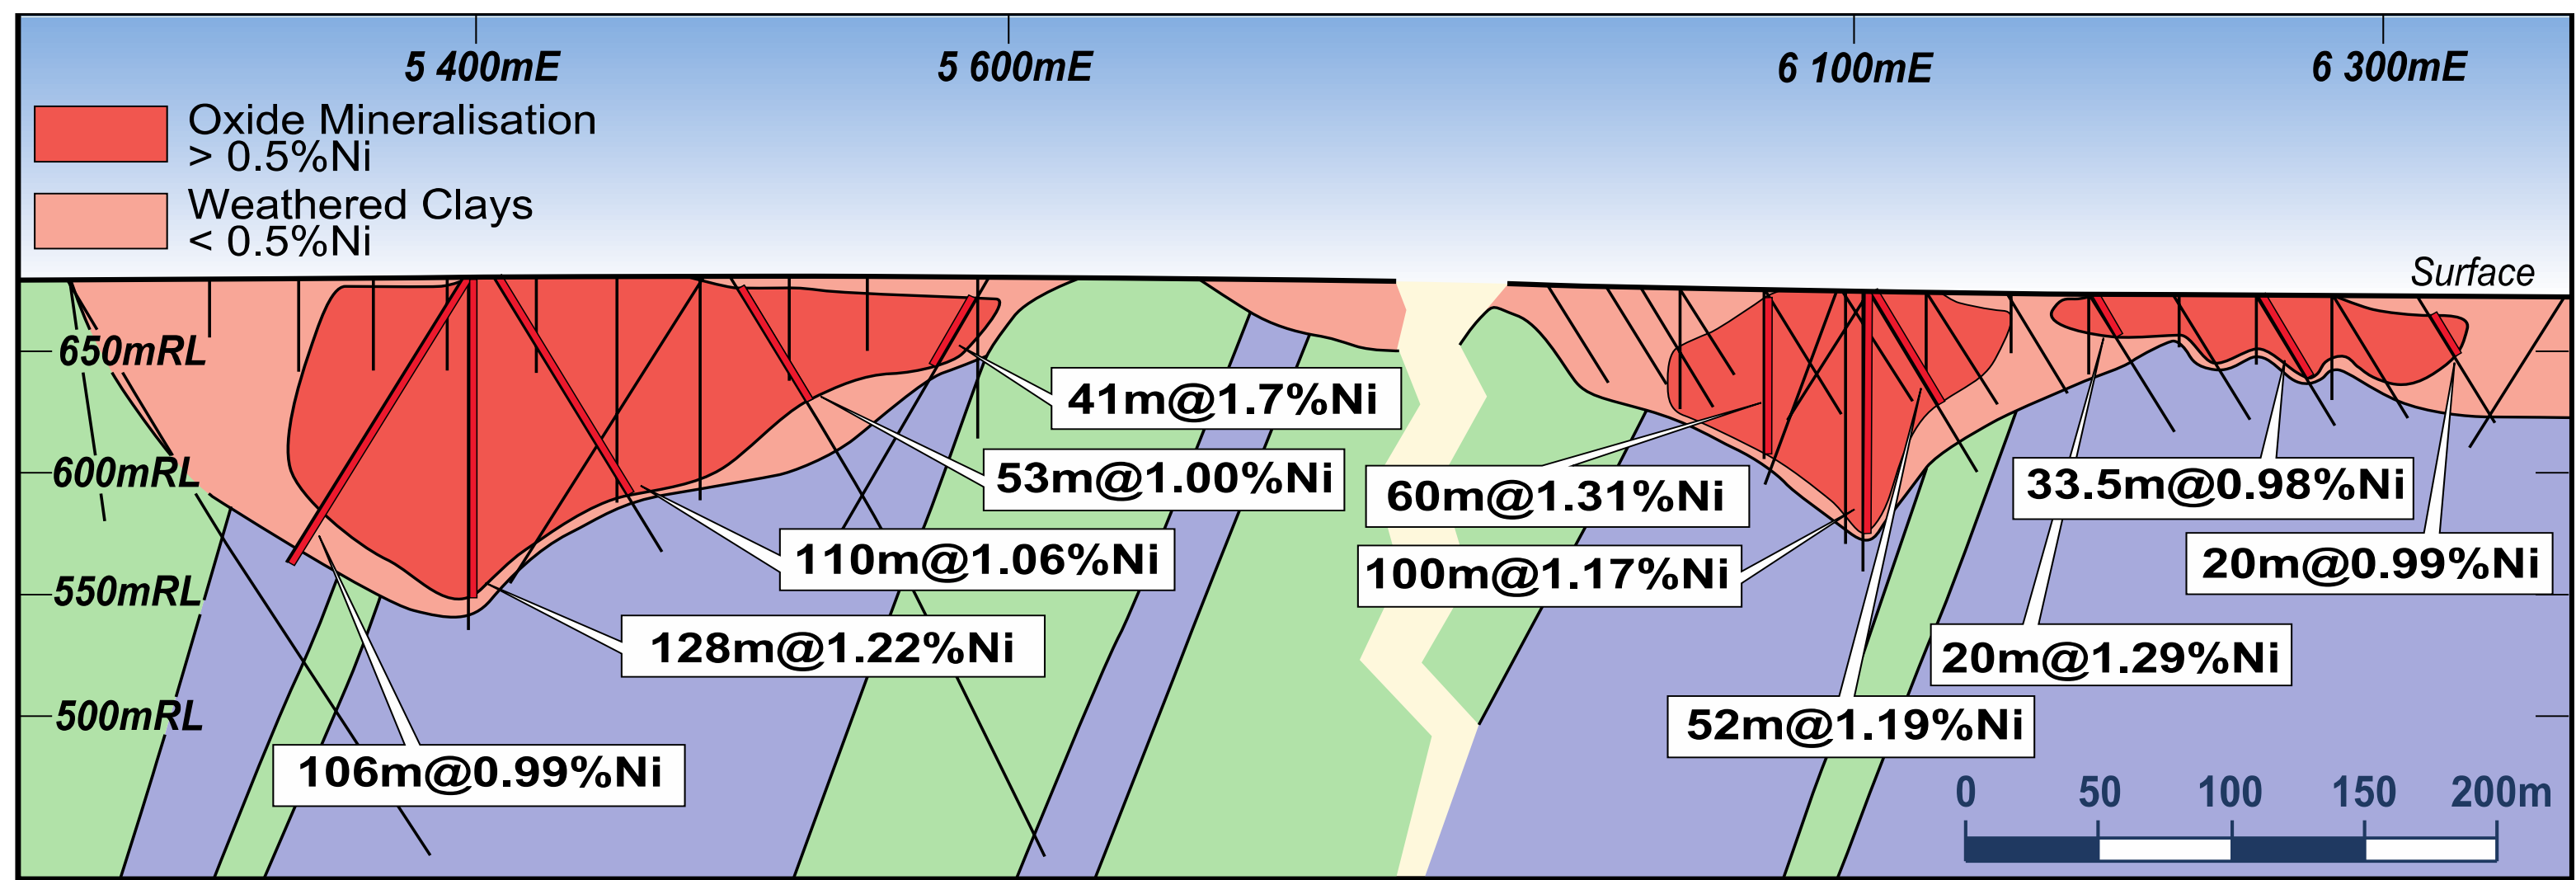 5 400mE
5 600mE
6 100mE
6 300mE
Oxide Mineralisation
> 0.5%Ni
Weathered Clays
< 0.5%Ni
Surface
650mRL
600mRL
550mRL
500mRL
41m@1.7%Ni
53m@1.00%Ni
110m@1.06%Ni
128m@1.22%Ni
106m@0.99%Ni
60m@1.31%Ni
100m@1.17%Ni
33.5m@0.98%Ni
20m@0.99%Ni
20m@1.29%Ni
52m@1.19%Ni
0 50 100 150 200m